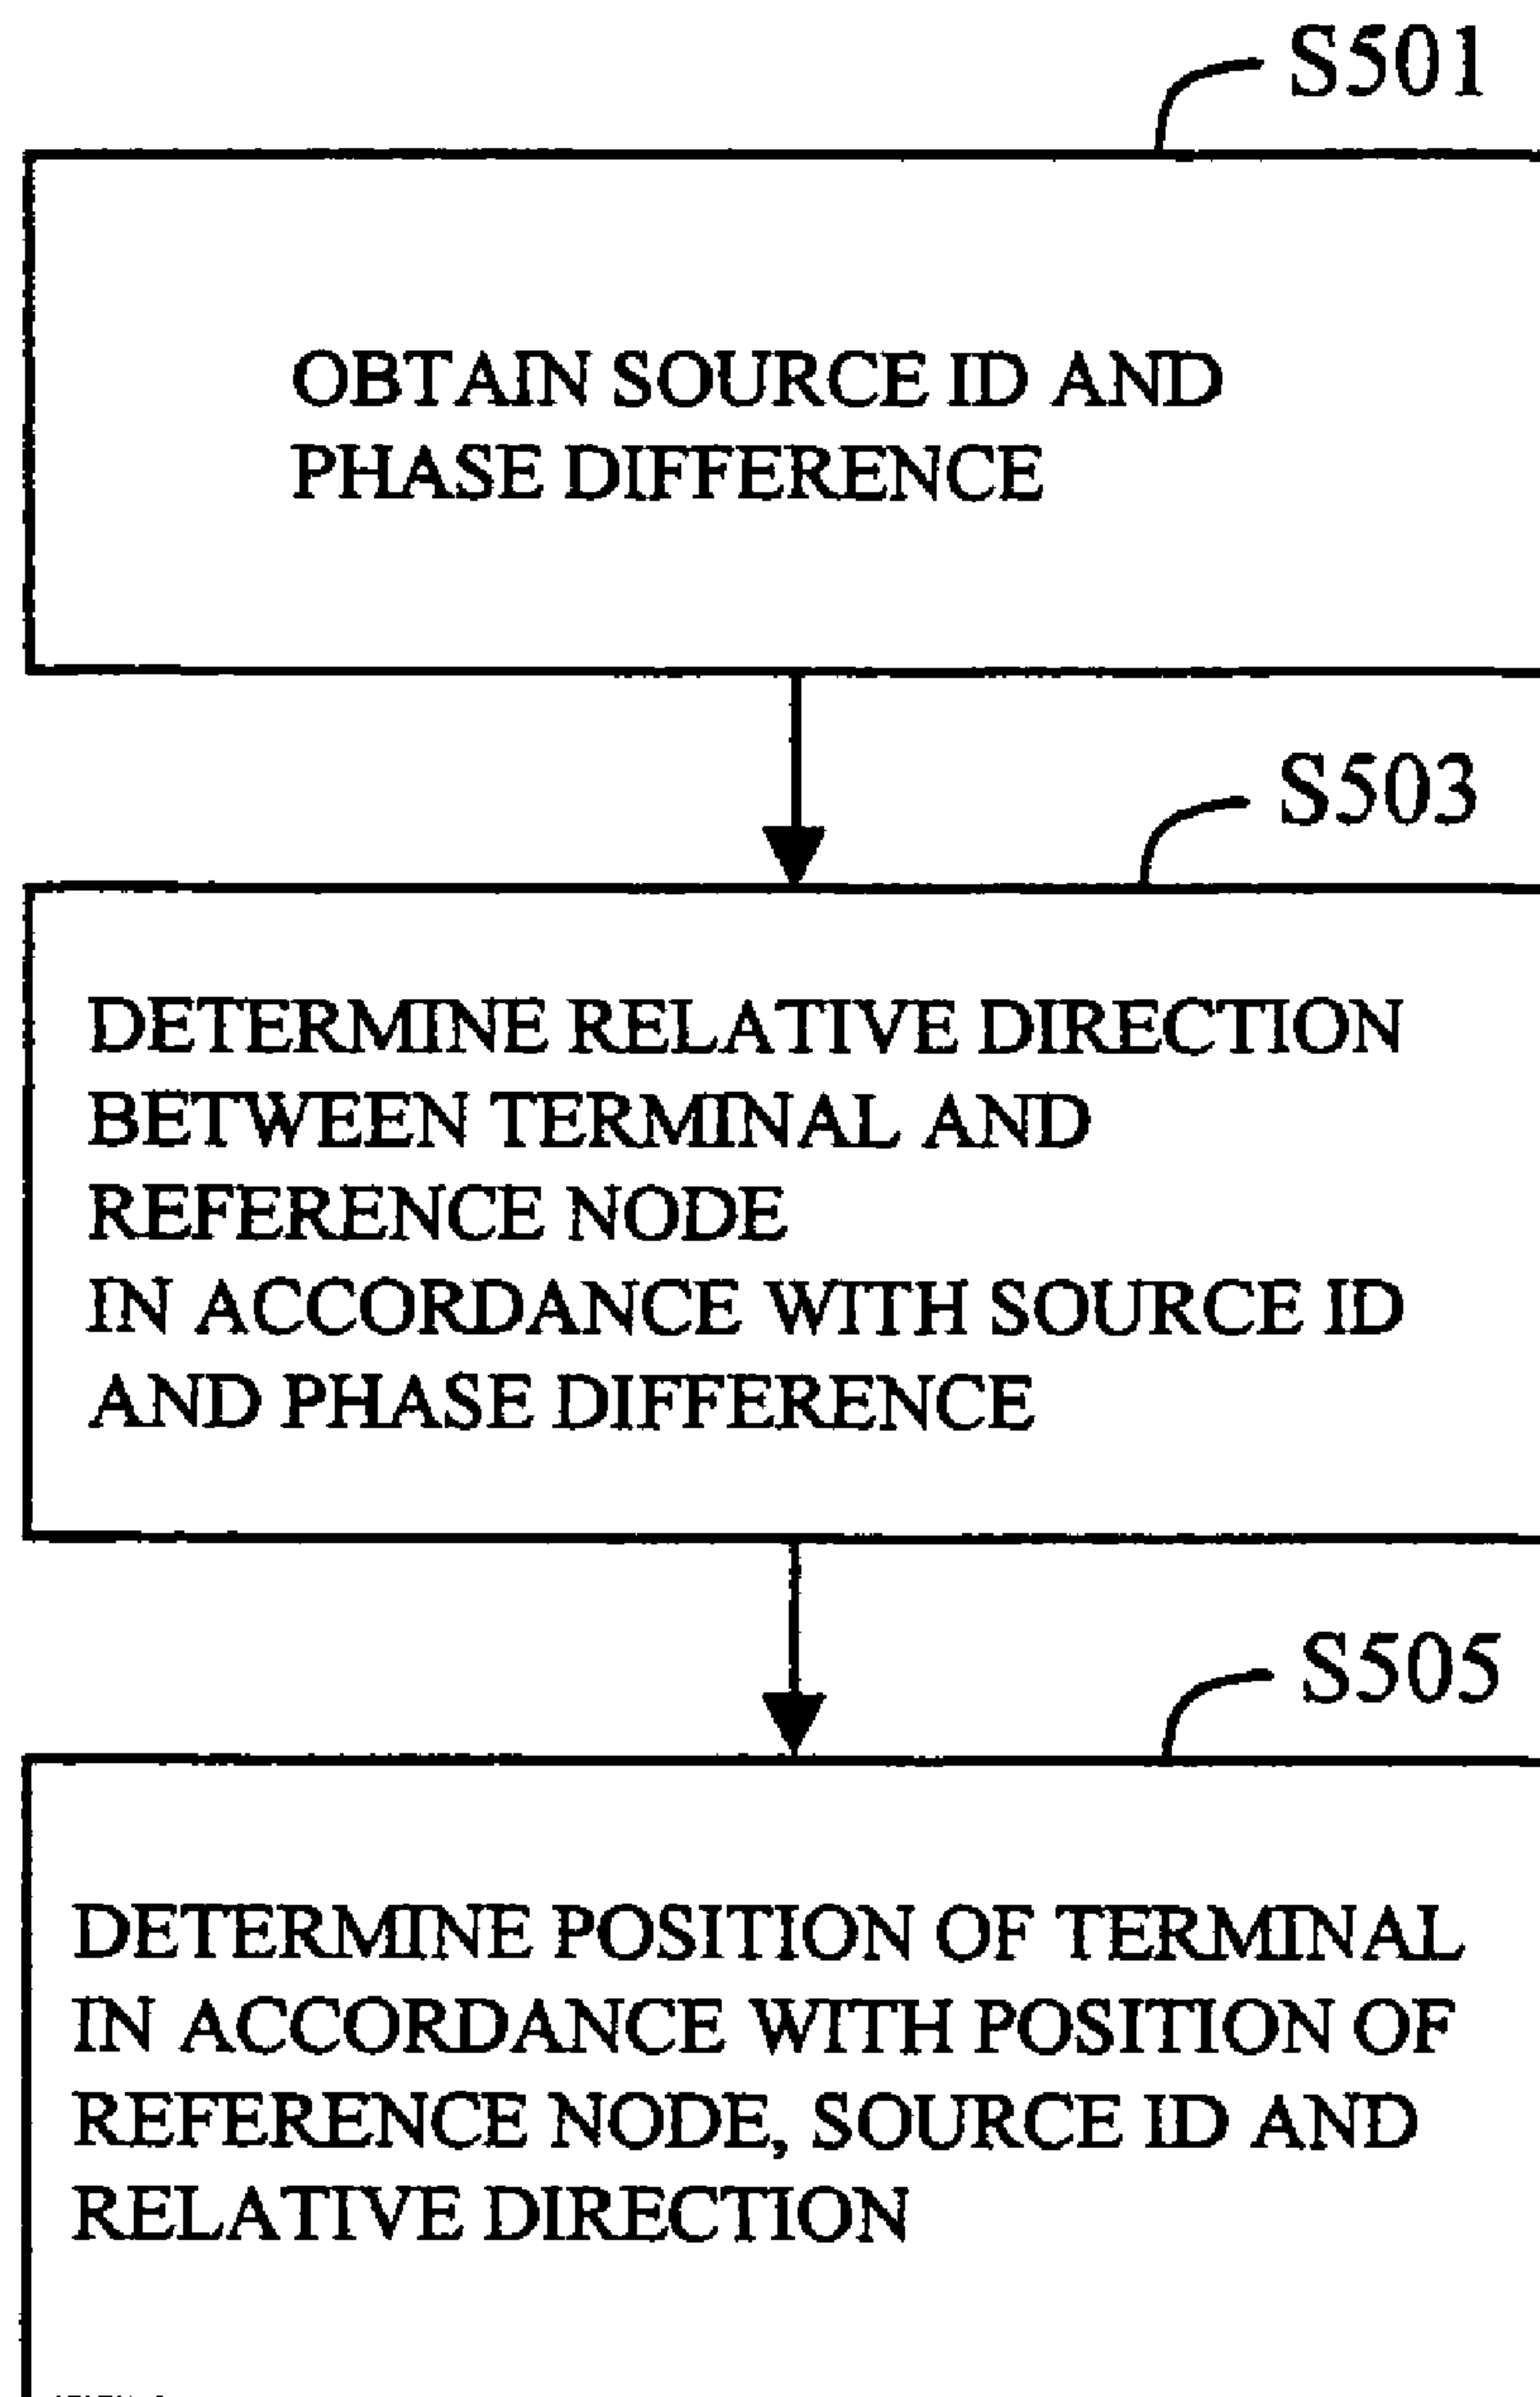 S501
OBTAIN SOURCE ID AND
PHASE DIFFERENCE
S503
DETERMINE RELATIVE DIRECTION
BETWEEN TERMINAL AND
REFERENCE NODE
IN ACCORDANCE WITH SOURCE ID
AND PHASE DIFFERENCE
S505
DETERMINE POSITION OF TERMINAL
IN ACCORDANCE WITH POSITION OF
REFERENCE NODE, SOURCE ID AND
RELATIVE DIRECTION